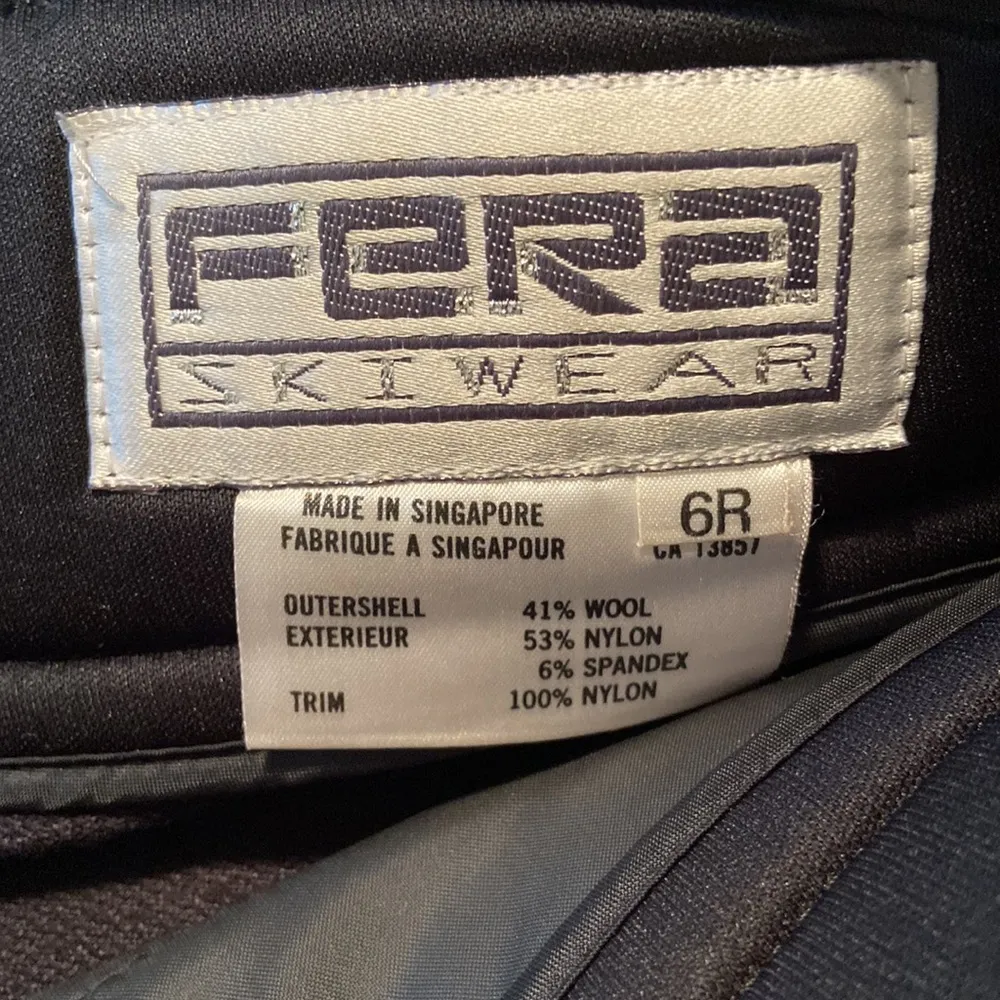 FERA
SKIWEAR
MADE IN SINGAPORE
FABRIQUE A SINGAPOUR
6R
CA 13857
OUTERSHELL 41% WOOL
EXTERIEUR 53% NYLON
6% SPANDEX
TRIM 100% NYLON